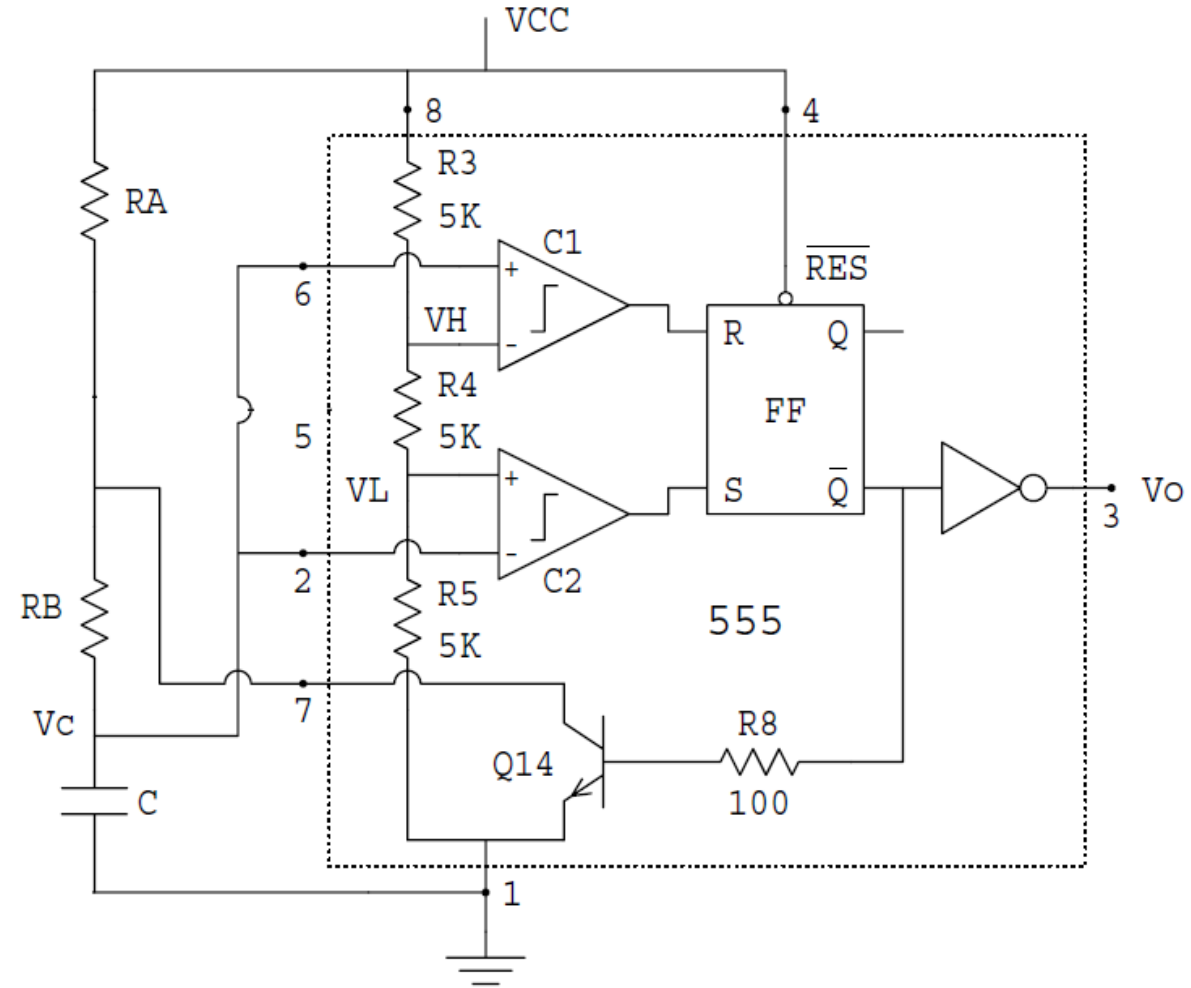 VCC
8
4
R3
5K
RA
C1
RES
6
+
VH
-
R
Q
R4
5K
5
FF
VL
+
S
Q
Vo
3
2
-
C2
RB
R5
5K
555
7
Vc
R8
Q14
100
C
1